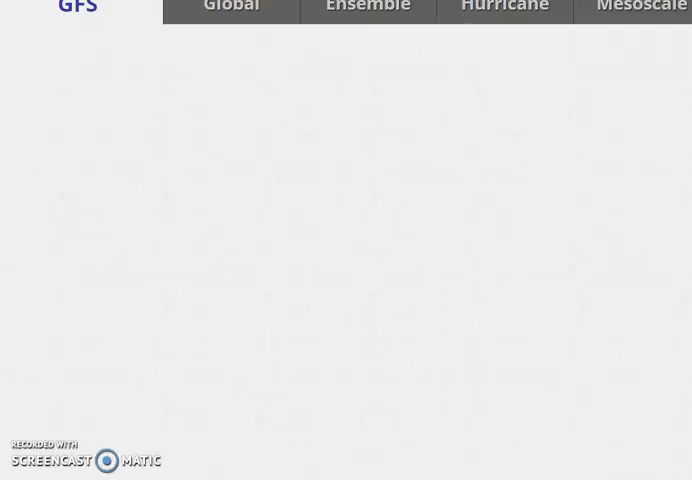 GFS Global Ensemble Hurricane Mesoscale
RECORDED WITH
SCREENCAST MATIC